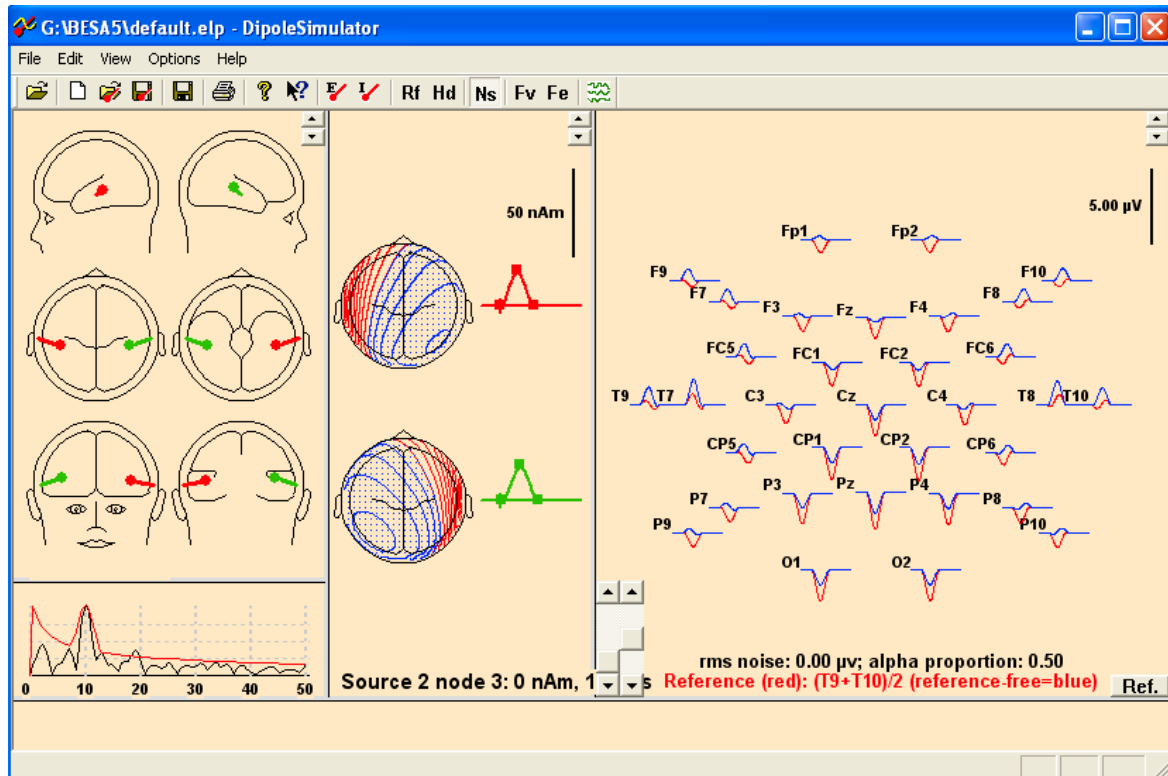 G:\BESA5\default.elp - DipoleSimulator
File Edit View Options Help
E I Rf Hd Ns Fv Fe
50 nAm
5.00 µV
Fp1 Fp2
F9 F10
F7 F8
F3 Fz F4
FC5 FC1 FC2 FC6
T9 T7 C3 Cz C4 T8 T10
CP5 CP1 CP2 CP6
P7 P3 Pz P4 P8
P9 P10
O1 O2
rms noise: 0.00 µv; alpha proportion: 0.50
Source 2 node 3: 0 nAm, 1 s Reference (red): (T9+T10)/2 (reference-free=blue) Ref.
0 10 20 30 40 50